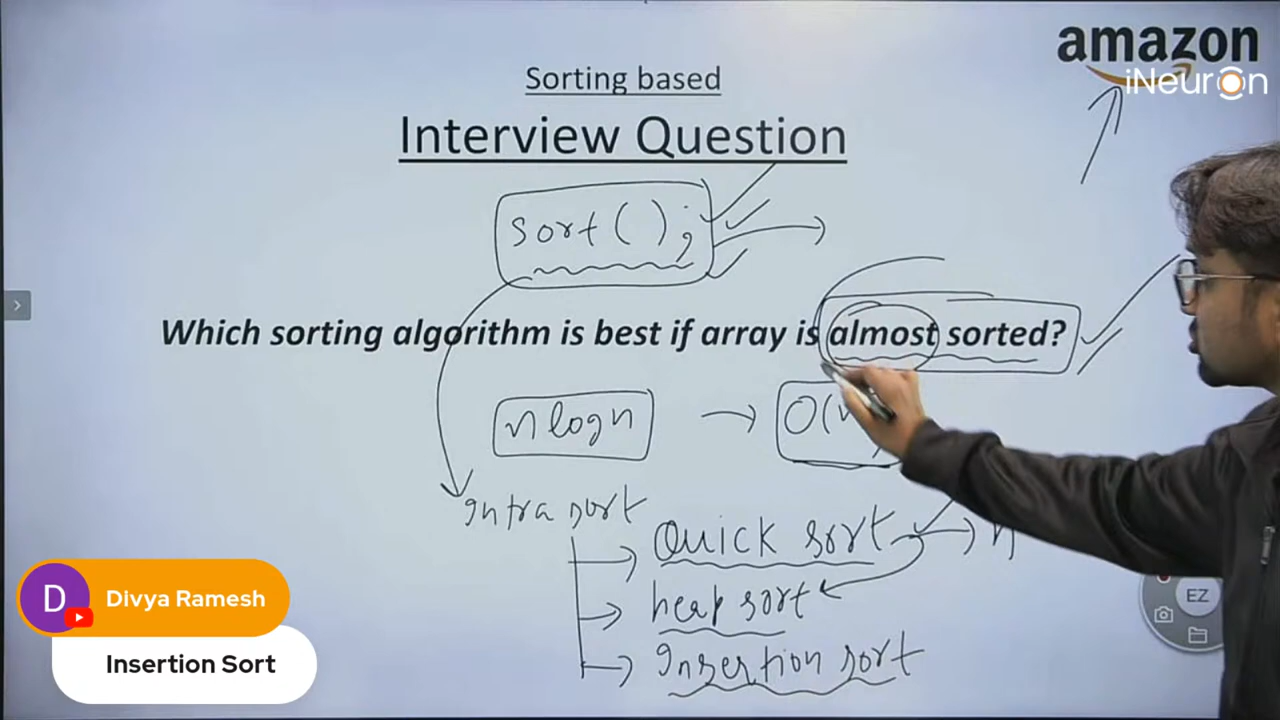 amazon
iNeuron
Sorting based
Interview Question
sort();
Which sorting algorithm is best if array is almost sorted?
nlogn → O(
Intra sort
Quick sort → n
heap sort
Insertion sort
D
Divya Ramesh
Insertion Sort
EZ